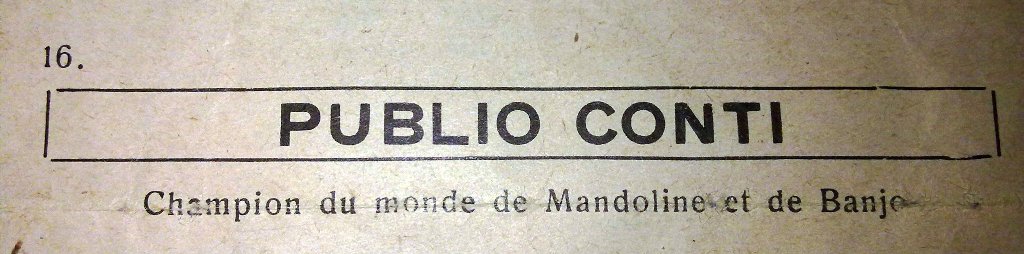 16.
PUBLIO CONTI
Champion du monde de Mandoline et de Banjo